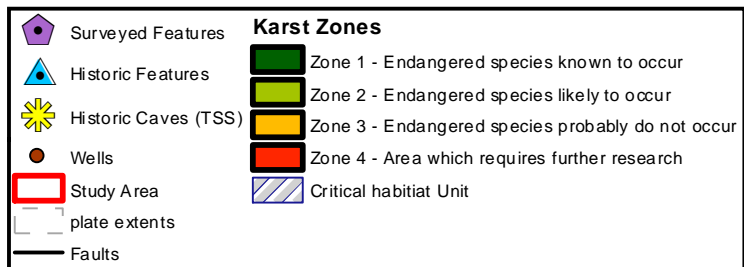 Surveyed Features
Historic Features
Historic Caves (TSS)
Wells
Study Area
plate extents
Faults
Karst Zones
Zone 1 - Endangered species known to occur
Zone 2 - Endangered species likely to occur
Zone 3 - Endangered species probably do not occur
Zone 4 - Area which requires further research
Critical habitiat Unit